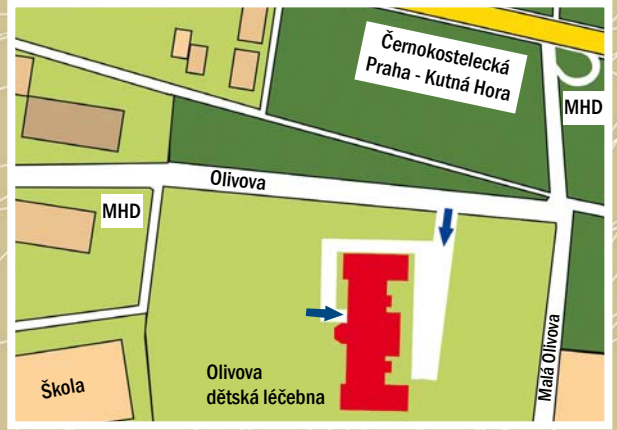 Černokostelecká
Praha - Kutná Hora
MHD
Olivova
MHD
Malá Olivova
Olivova
dětská léčebna
Škola